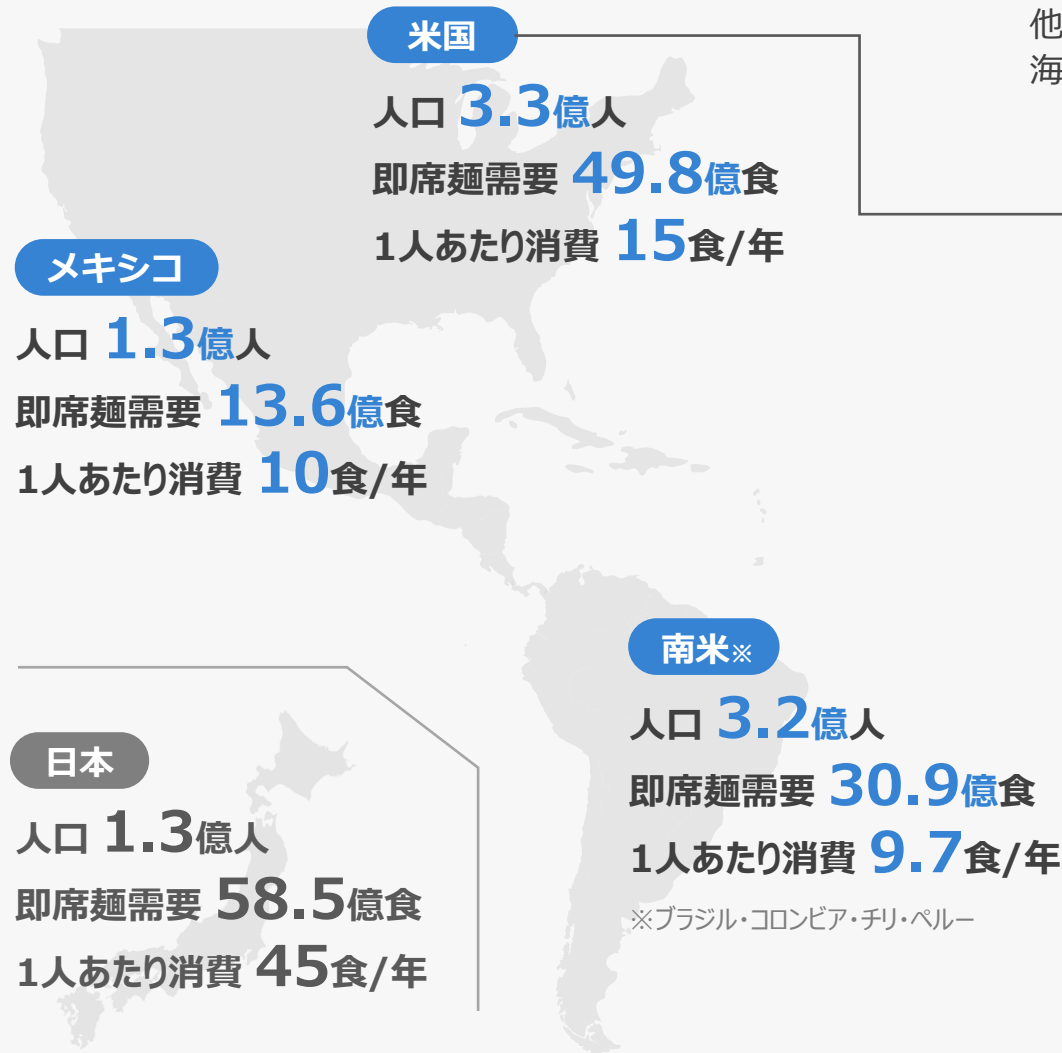 米国
人口 3.3億人
即席麺需要 49.8億食
1人あたり消費 15食/年
他
海
メキシコ
人口 1.3億人
即席麺需要 13.6億食
1人あたり消費 10食/年
南米※
人口 3.2億人
即席麺需要 30.9億食
1人あたり消費 9.7食/年
※ブラジル・コロンビア・チリ・ペルー
日本
人口 1.3億人
即席麺需要 58.5億食
1人あたり消費 45食/年